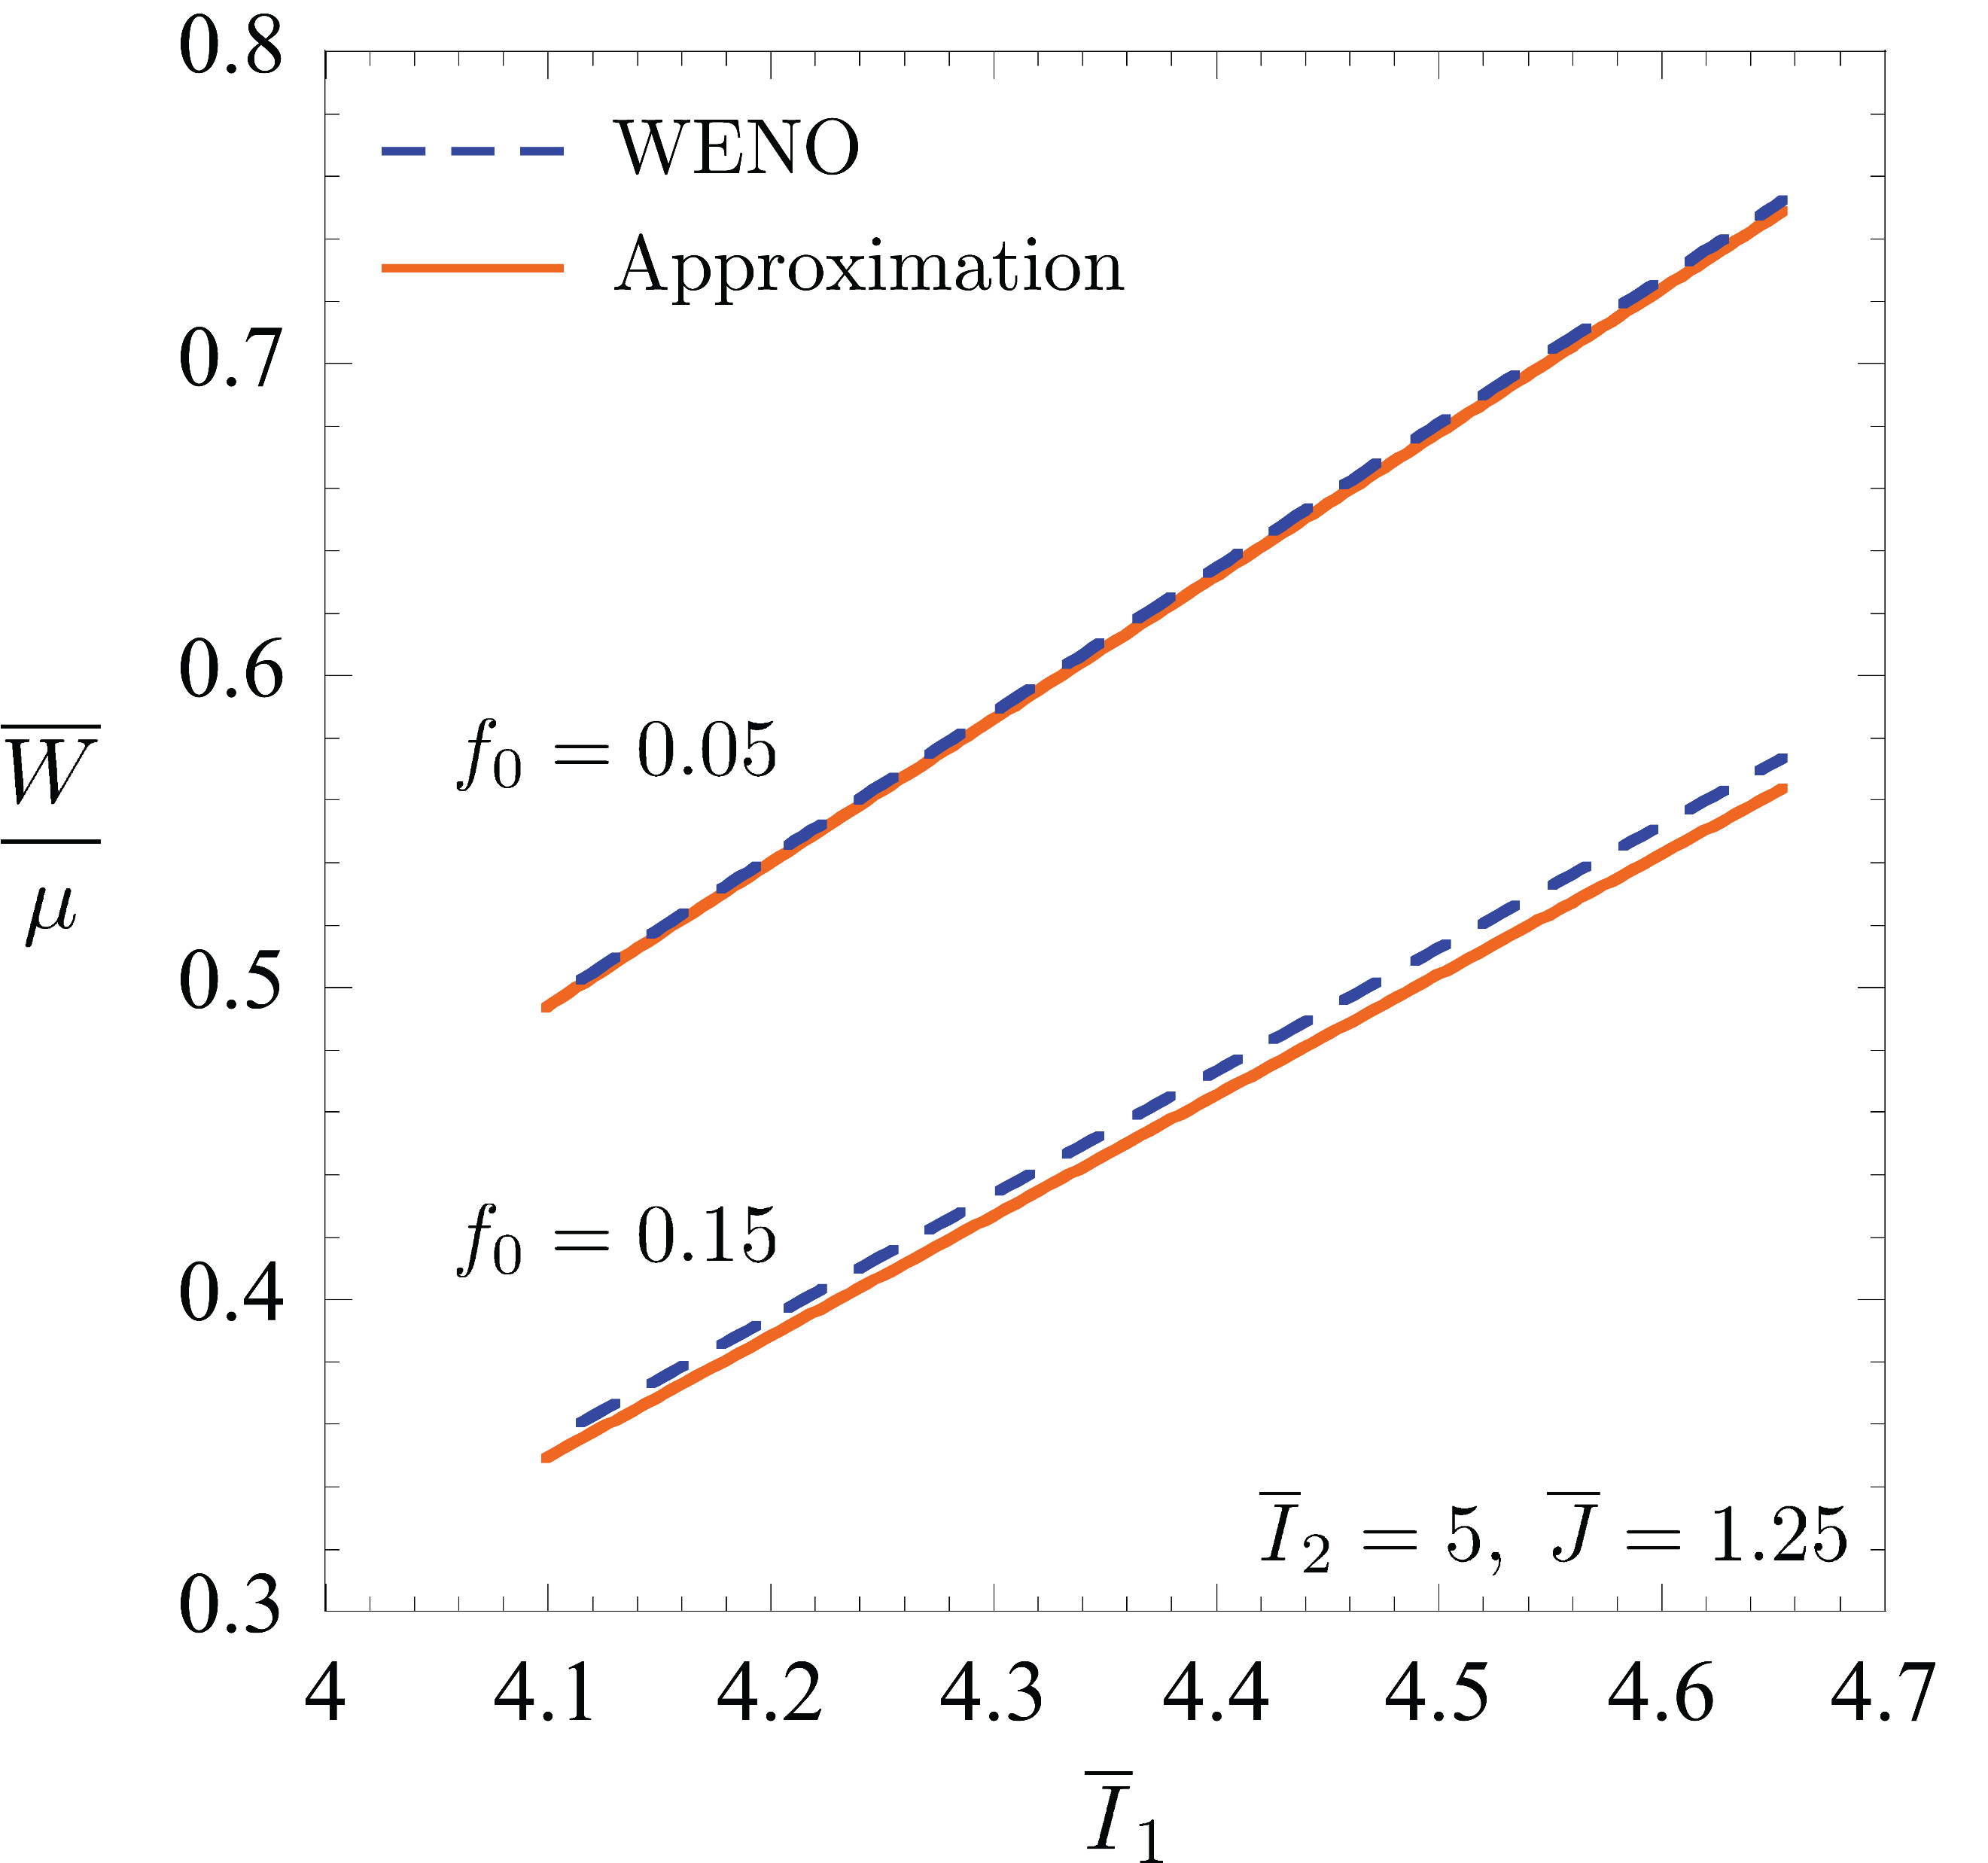 0.8
WENO
Approximation
0.7
0.6
f₀ = 0.05
W̅
μ
0.5
f₀ = 0.15
0.4
I̅₂ = 5, J̅ = 1.25
0.3
4 4.1 4.2 4.3 4.4 4.5 4.6 4.7
I̅₁